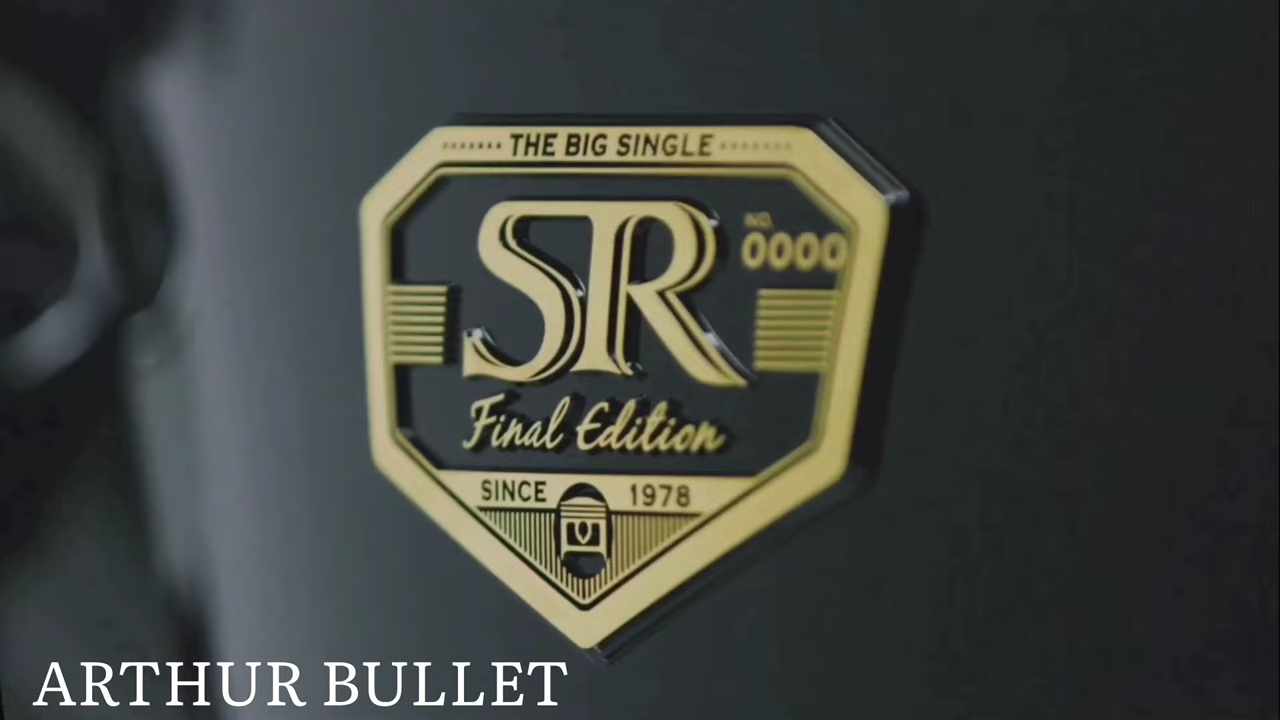 THE BIG SINGLE
SR
NO.
0000
Final Edition
SINCE 1978
ARTHUR BULLET